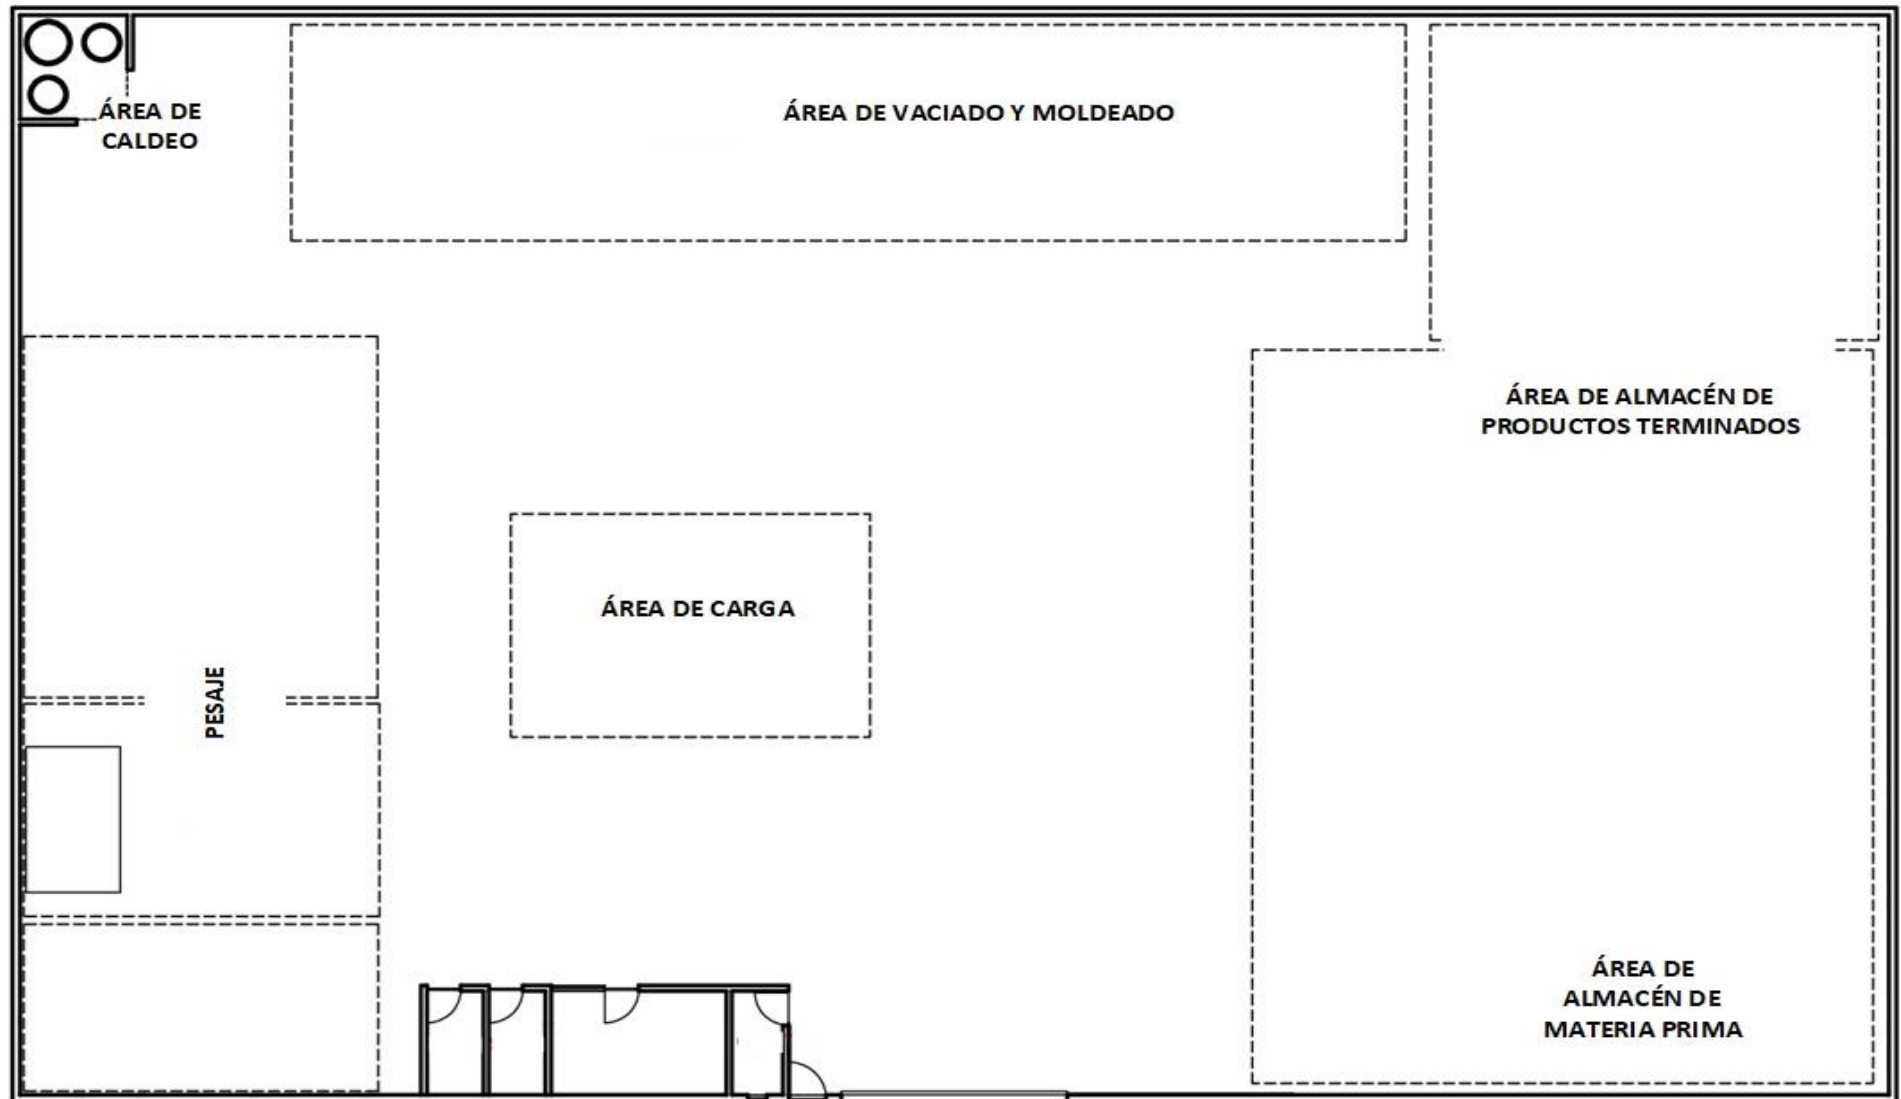 ÁREA DE
CALDEO
ÁREA DE VACIADO Y MOLDEADO
ÁREA DE ALMACÉN DE
PRODUCTOS TERMINADOS
ÁREA DE CARGA
PESAJE
ÁREA DE
ALMACÉN DE
MATERIA PRIMA